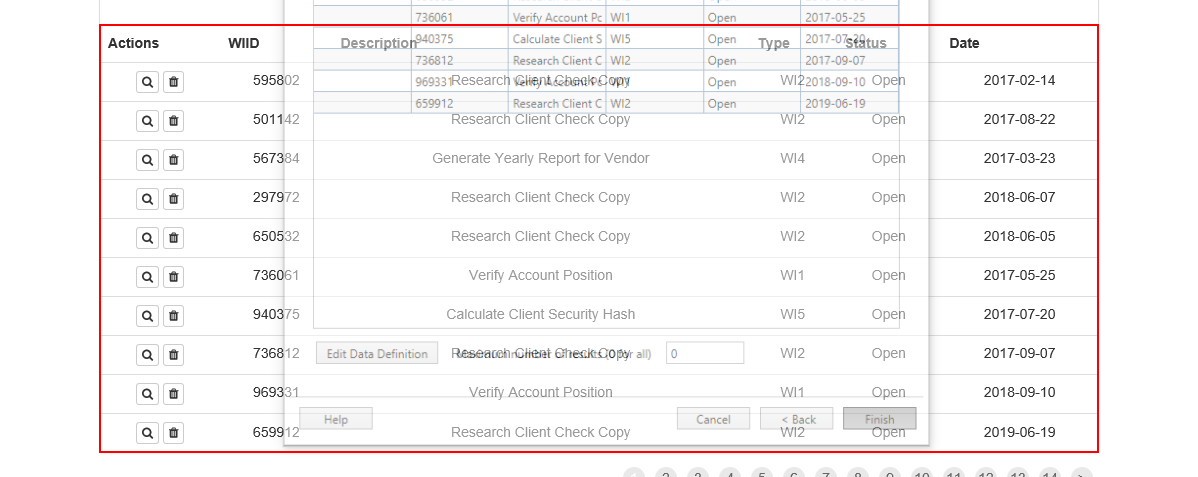 736061 Verify Account Pc WI1 Open 2017-05-25
Actions WIID Description Type Status Date
940375 Calculate Client S WI5 Open 2017-07-20
736812 Research Client C WI2 Open 2017-09-07
595802 Research Client Check Copy WI2 Open 2017-02-14
969331 Verify Account Pc WI1 Open 2018-09-10
659912 Research Client C WI2 Open 2019-06-19
501142 Research Client Check Copy WI2 Open 2017-08-22
567384 Generate Yearly Report for Vendor WI4 Open 2017-03-23
297972 Research Client Check Copy WI2 Open 2018-06-07
650532 Research Client Check Copy WI2 Open 2018-06-05
736061 Verify Account Position WI1 Open 2017-05-25
940375 Calculate Client Security Hash WI5 Open 2017-07-20
736812 Research Client Check Copy WI2 Open 2017-09-07
Edit Data Definition Maximum number of results (0 for all) 0
969331 Verify Account Position WI1 Open 2018-09-10
Help Cancel < Back Finish
659912 Research Client Check Copy WI2 Open 2019-06-19
1 2 3 4 5 6 7 8 9 10 11 12 13 14 >